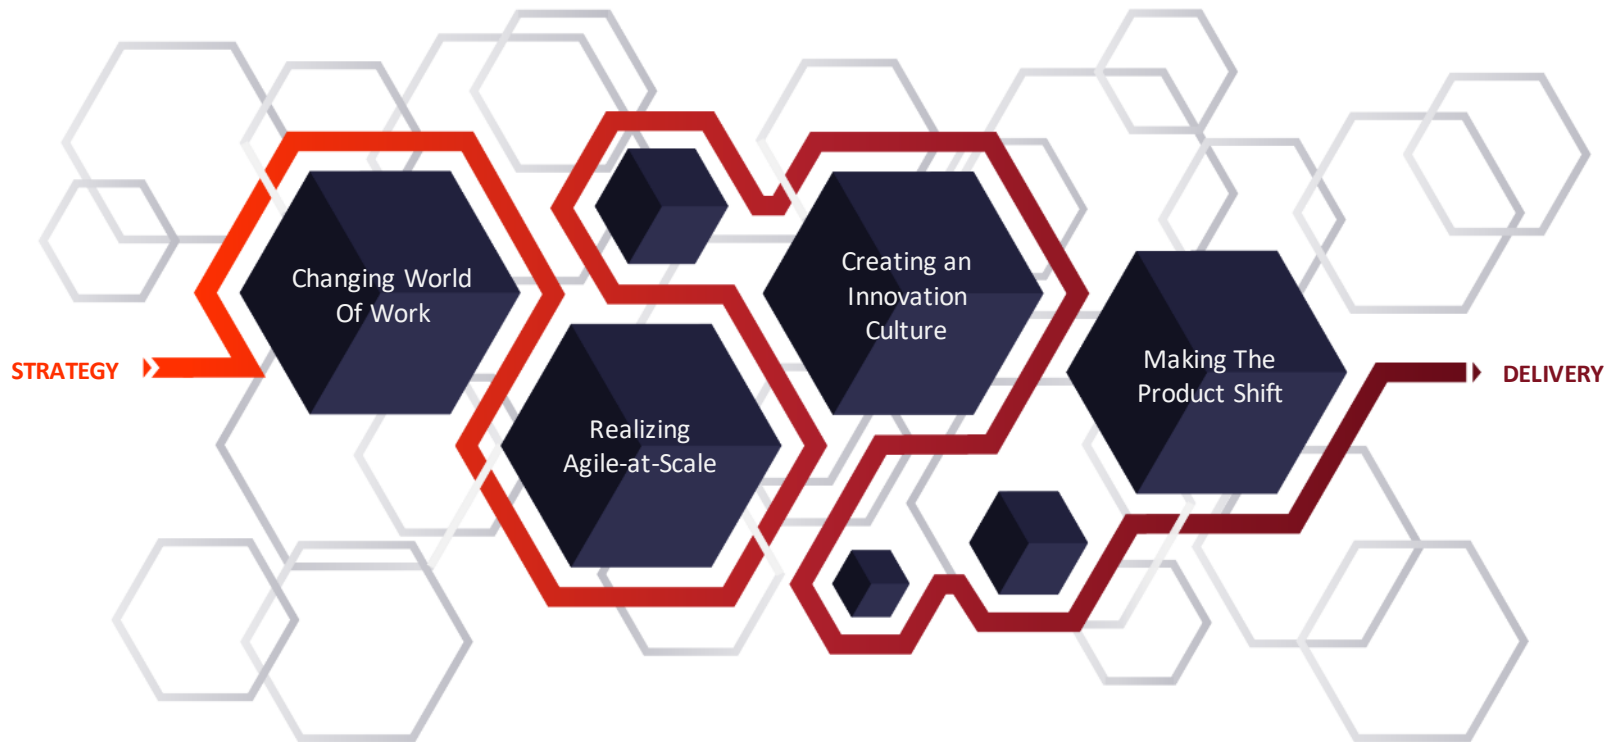 STRATEGY
Changing World
Of Work
Realizing
Agile-at-Scale
Creating an
Innovation
Culture
Making The
Product Shift
DELIVERY